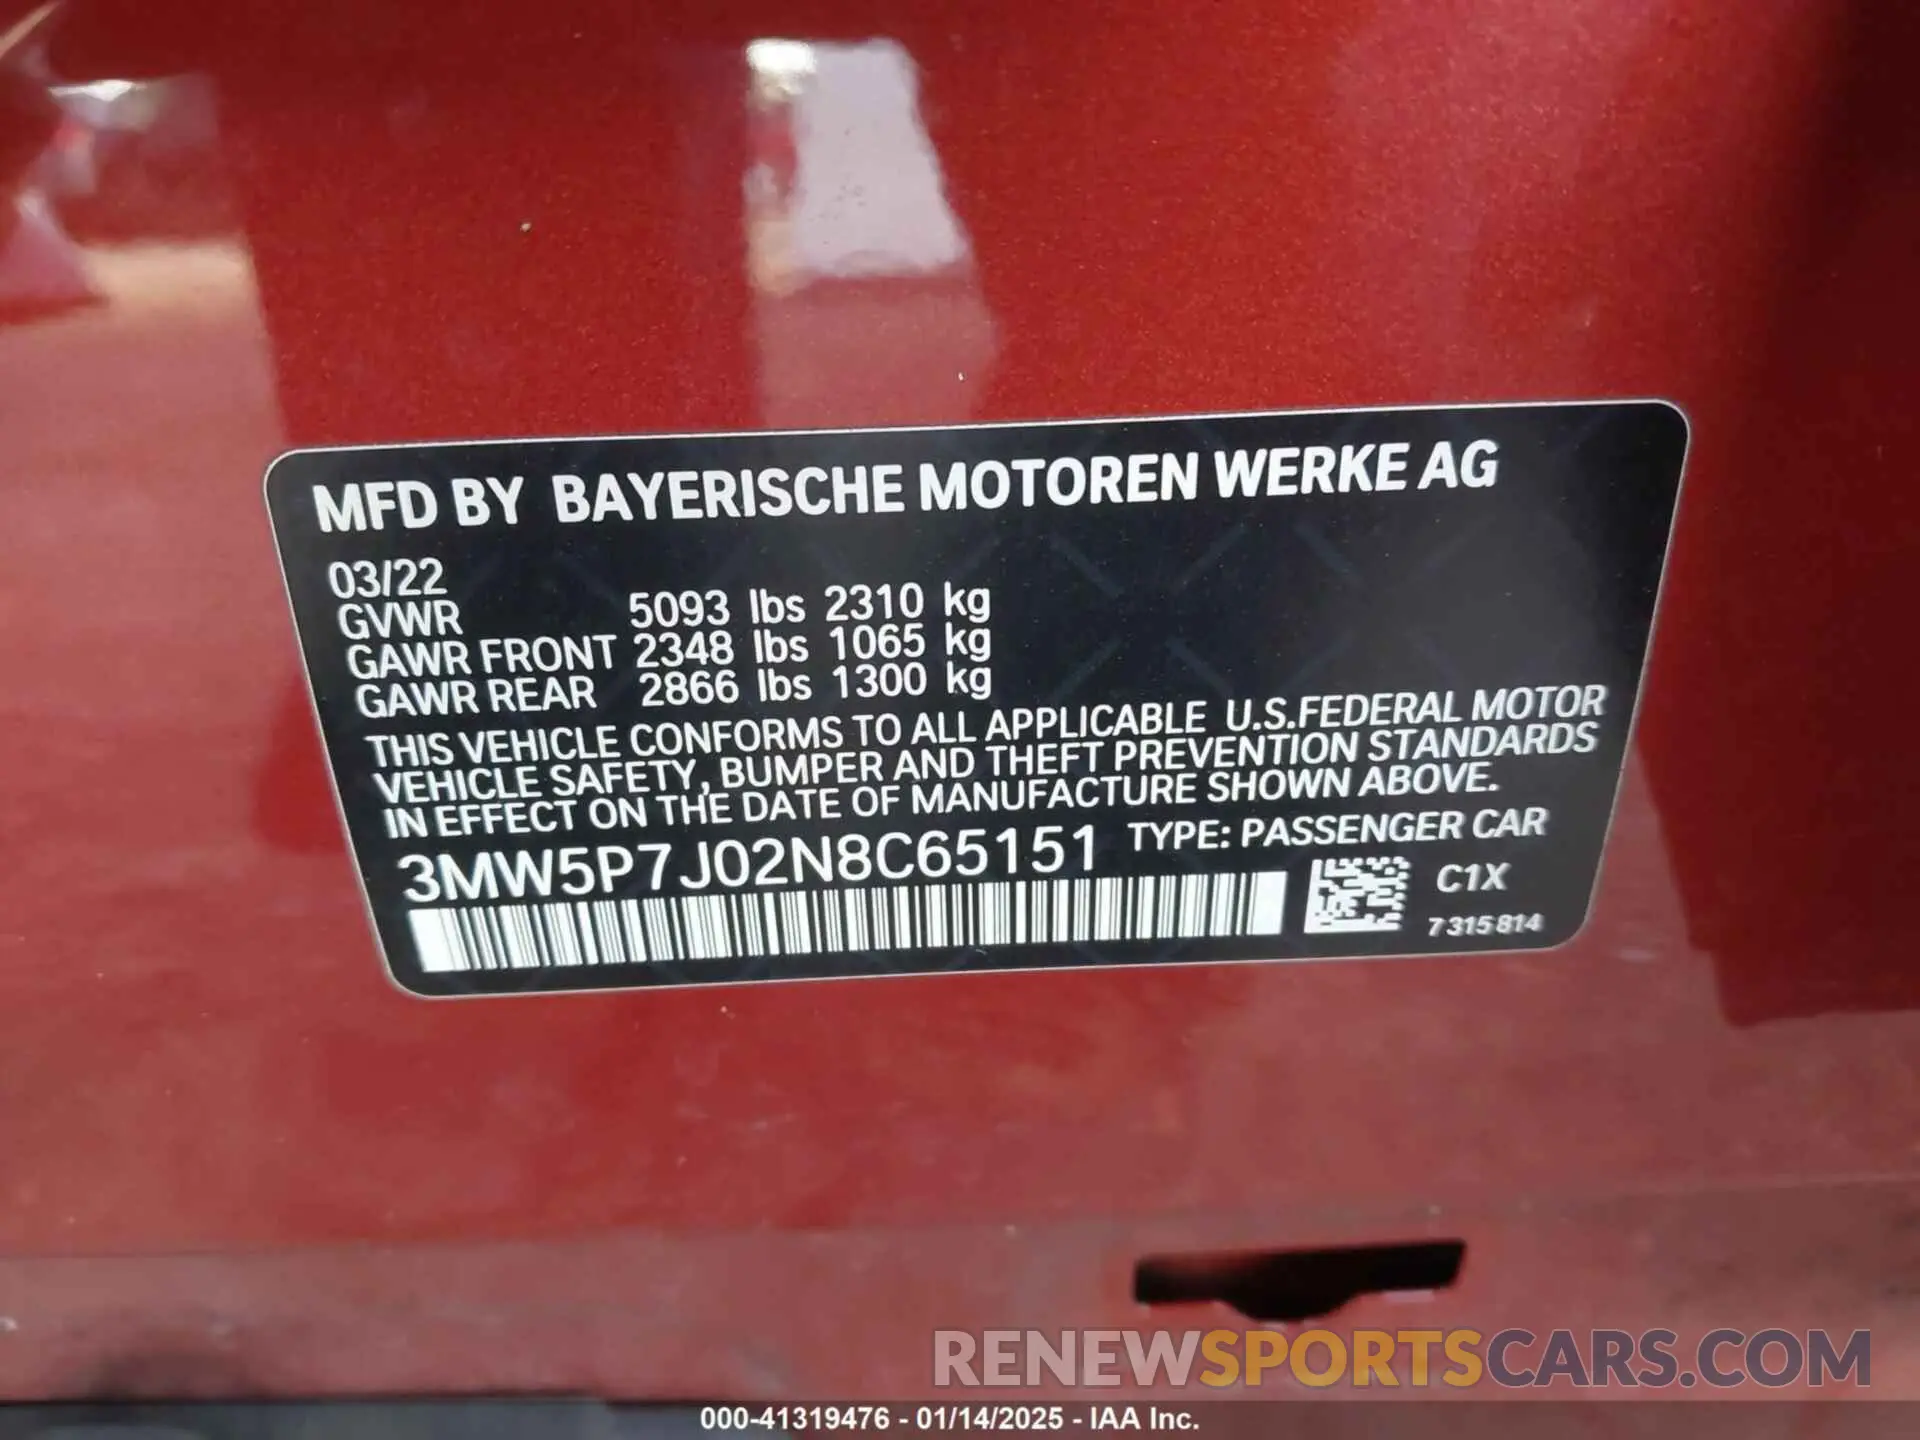 MFD BY BAYERISCHE MOTOREN WERKE AG
03/22
GVWR 5093 lbs 2310 kg
GAWR FRONT 2348 lbs 1065 kg
GAWR REAR 2866 lbs 1300 kg
THIS VEHICLE CONFORMS TO ALL APPLICABLE U.S.FEDERAL MOTOR
VEHICLE SAFETY, BUMPER AND THEFT PREVENTION STANDARDS
IN EFFECT ON THE DATE OF MANUFACTURE SHOWN ABOVE.
3MW5P7J02N8C65151 TYPE: PASSENGER CAR
C1X
7 315 814
RENEWSPORTSCARS.COM
000-41319476 - 01/14/2025 - IAA Inc.